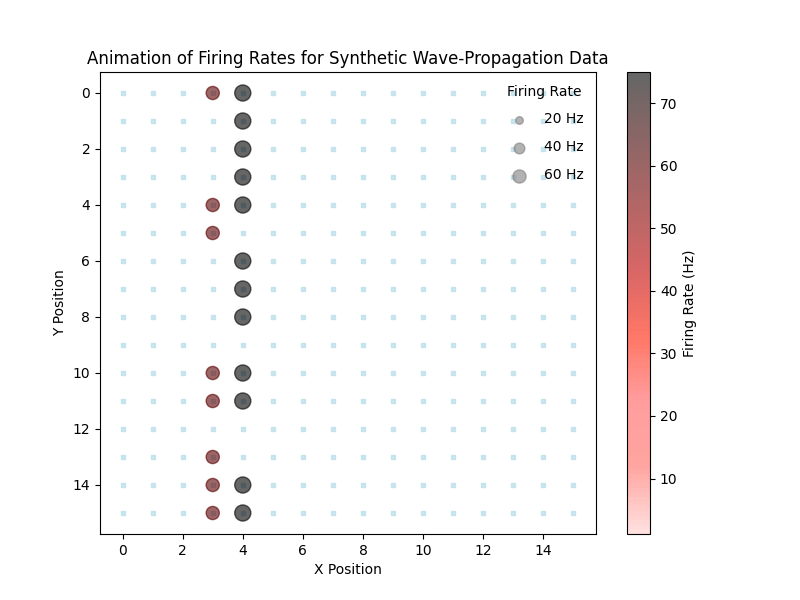 Animation of Firing Rates for Synthetic Wave-Propagation Data
Firing Rate
20 Hz
40 Hz
60 Hz
0
2
4
6
8
10
12
14
Y Position
0 2 4 6 8 10 12 14
X Position
70
60
50
40
30
20
10
Firing Rate (Hz)